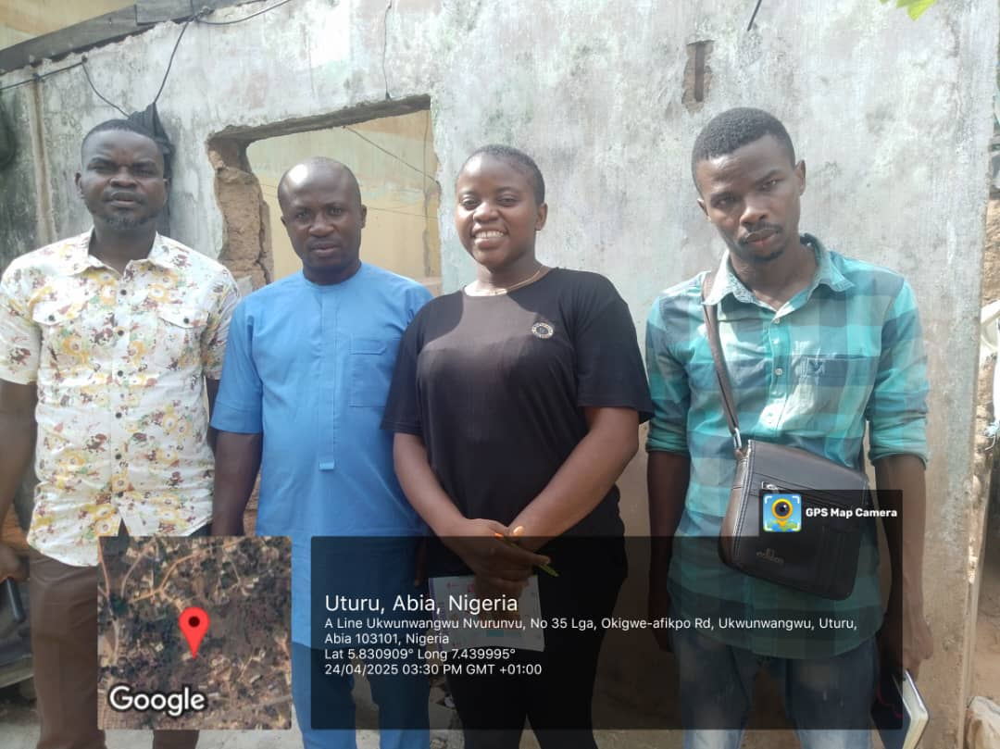 GPS Map Camera
Uturu, Abia, Nigeria
A Line Ukwunwangwu Nvurunvu, No 35 Lga, Okigwe-afikpo Rd, Ukwunwangwu, Uturu,
Abia 103101, Nigeria
Lat 5.830909° Long 7.439995°
24/04/2025 03:30 PM GMT +01:00
Google